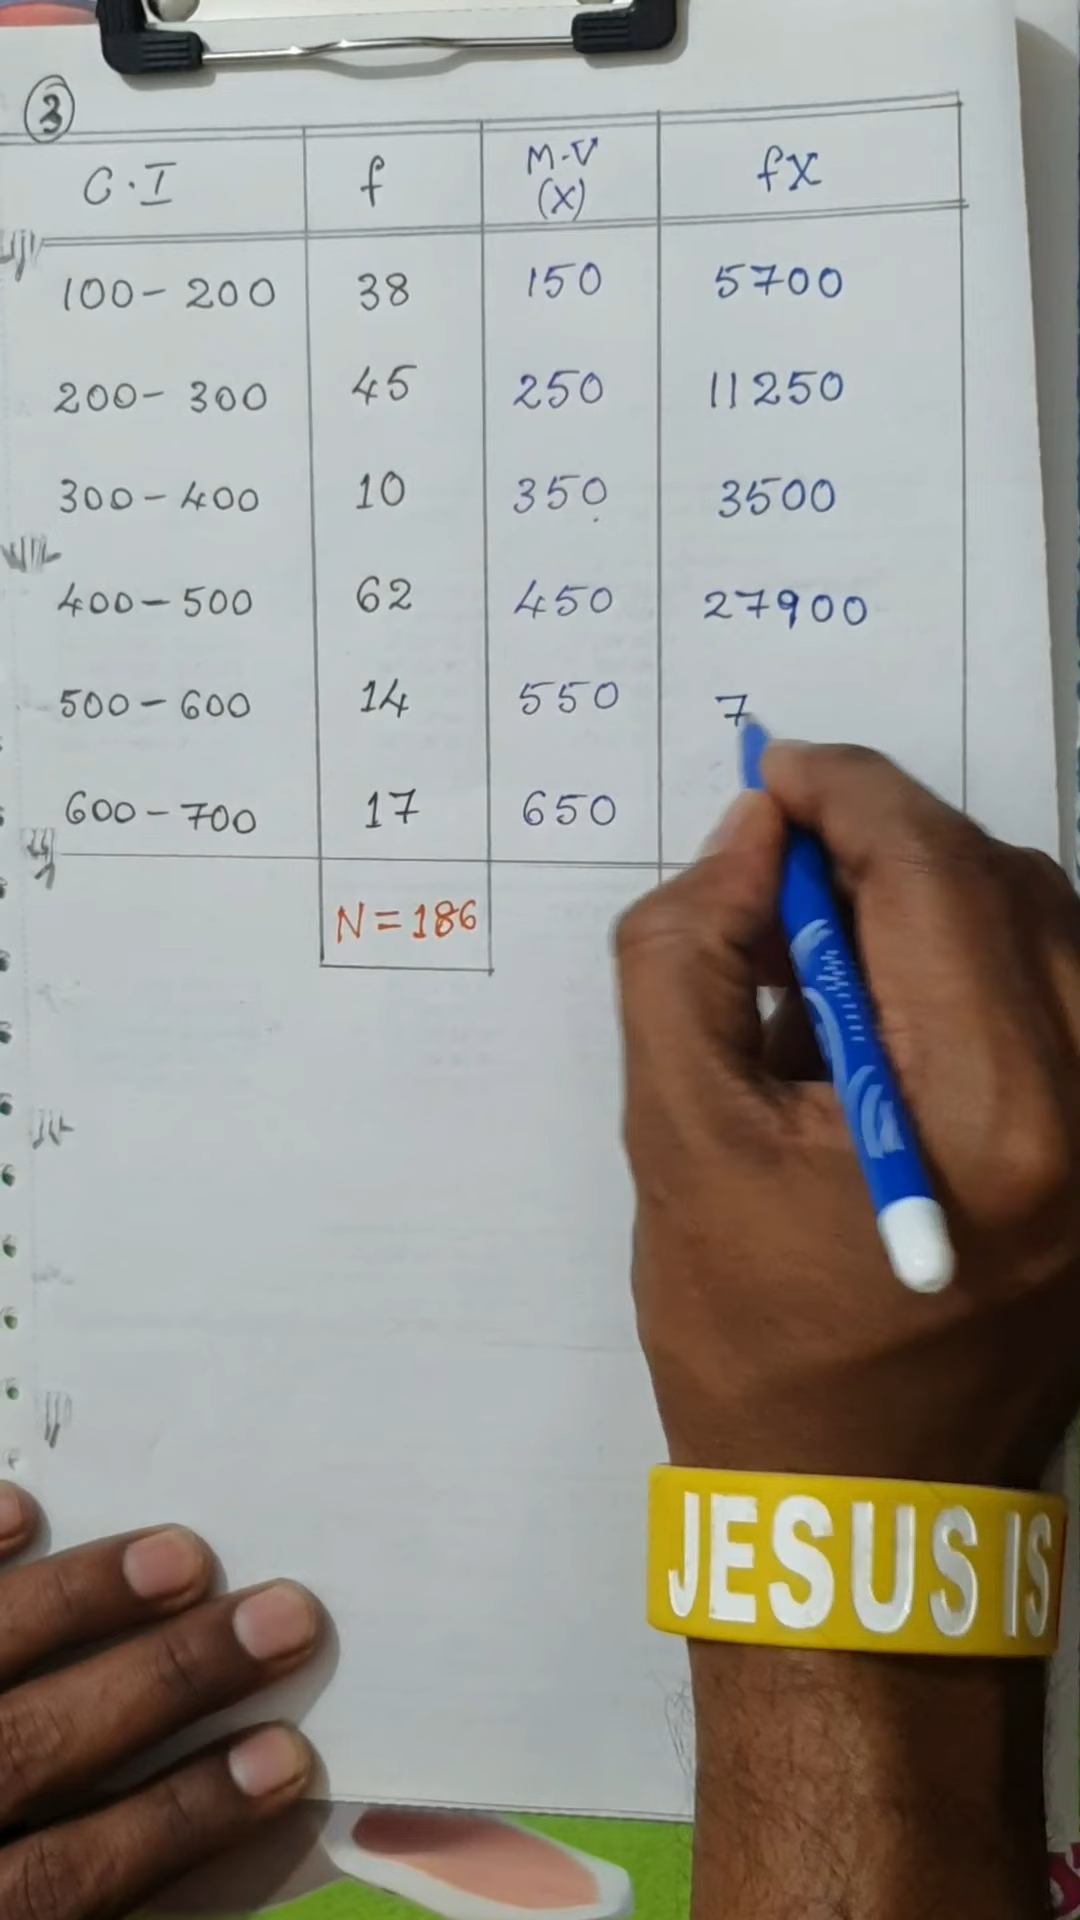 3
C.I f M.V (X) fX
100 - 200 38 150 5700
200 - 300 45 250 11250
300 - 400 10 350 3500
400 - 500 62 450 27900
500 - 600 14 550 7
600 - 700 17 650
N = 186
JESUS IS